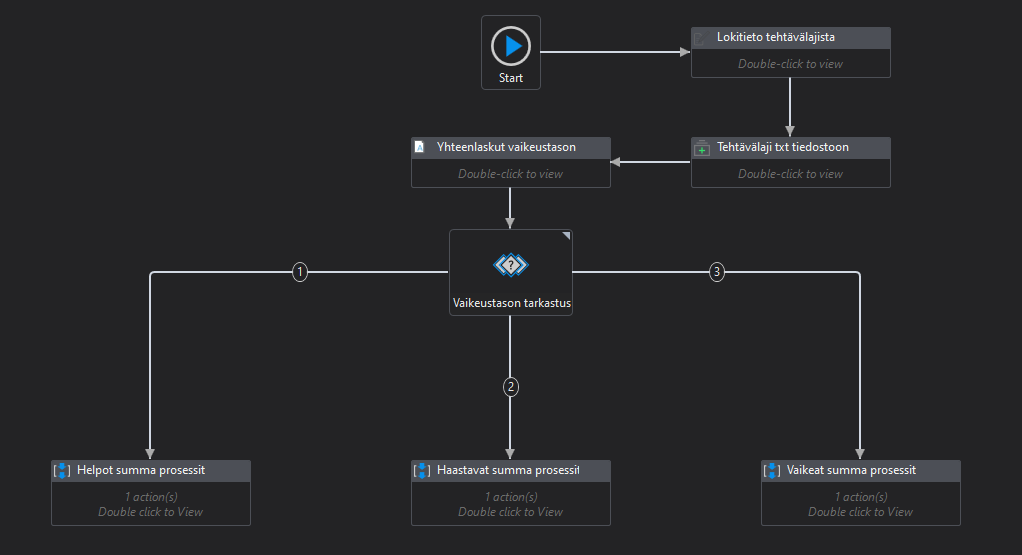 Start
Lokitieto tehtävälajista
Double-click to view
Yhteenlaskut vaikeustason
Double-click to view
Tehtävälaji txt tiedostoon
Double-click to view
?
Vaikeustason tarkastus
1
3
2
Helpot summa prosessit
1 action(s)
Double click to View
Haastavat summa prosessit
1 action(s)
Double click to View
Vaikeat summa prosessit
1 action(s)
Double click to View